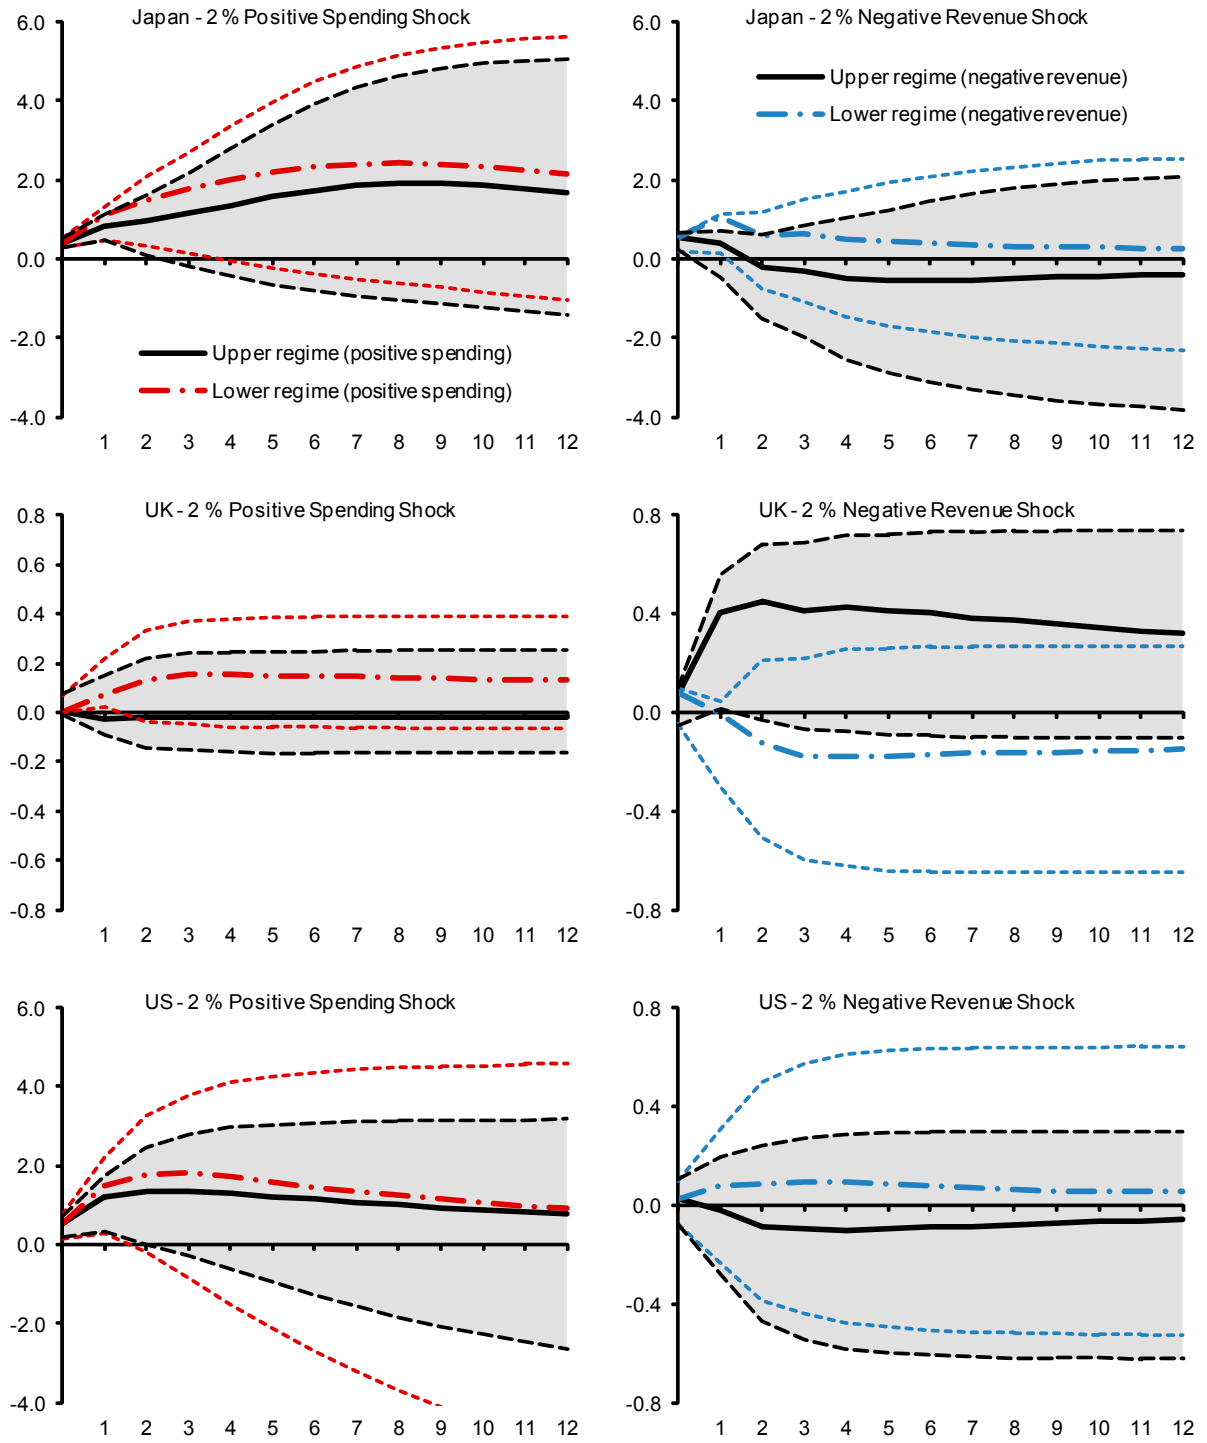 Japan - 2 % Positive Spending Shock
6.0
4.0
2.0
0.0
-2.0
-4.0
Upper regime (positive spending)
Lower regime (positive spending)
1 2 3 4 5 6 7 8 9 10 11 12
Japan - 2 % Negative Revenue Shock
6.0
4.0
2.0
0.0
-2.0
-4.0
Upper regime (negative revenue)
Lower regime (negative revenue)
1 2 3 4 5 6 7 8 9 10 11 12
UK - 2 % Positive Spending Shock
0.8
0.6
0.4
0.2
0.0
-0.2
-0.4
-0.6
-0.8
1 2 3 4 5 6 7 8 9 10 11 12
UK - 2 % Negative Revenue Shock
0.8
0.4
0.0
-0.4
-0.8
1 2 3 4 5 6 7 8 9 10 11 12
US - 2 % Positive Spending Shock
6.0
4.0
2.0
0.0
-2.0
-4.0
1 2 3 4 5 6 7 8 9 10 11 12
US - 2 % Negative Revenue Shock
0.8
0.4
0.0
-0.4
-0.8
1 2 3 4 5 6 7 8 9 10 11 12